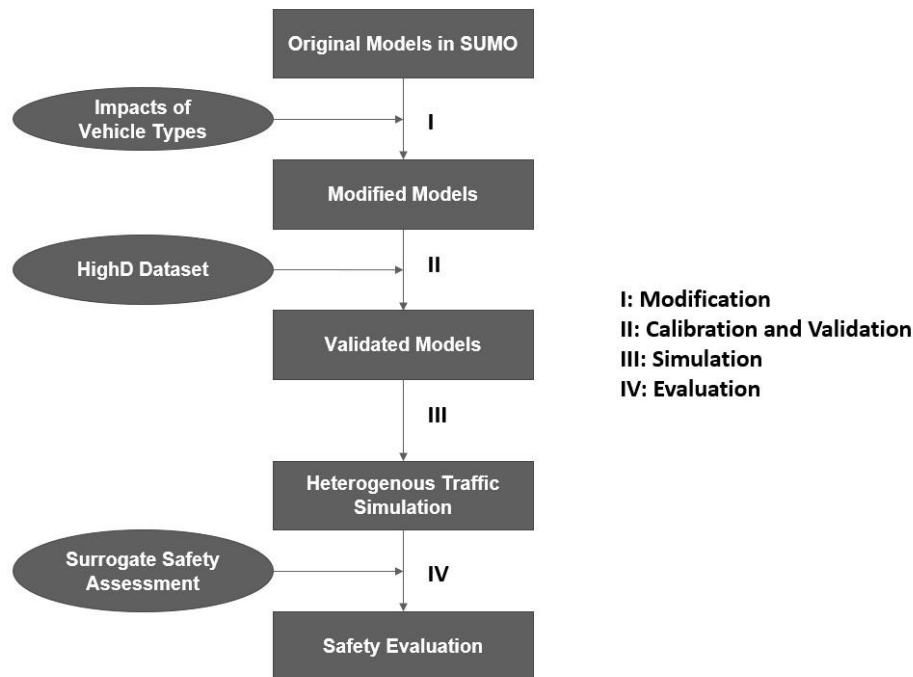 Original Models in SUMO
Impacts of
Vehicle Types
I
Modified Models
HighD Dataset
II
Validated Models
I: Modification
II: Calibration and Validation
III: Simulation
IV: Evaluation
III
Heterogenous Traffic
Simulation
Surrogate Safety
Assessment
IV
Safety Evaluation